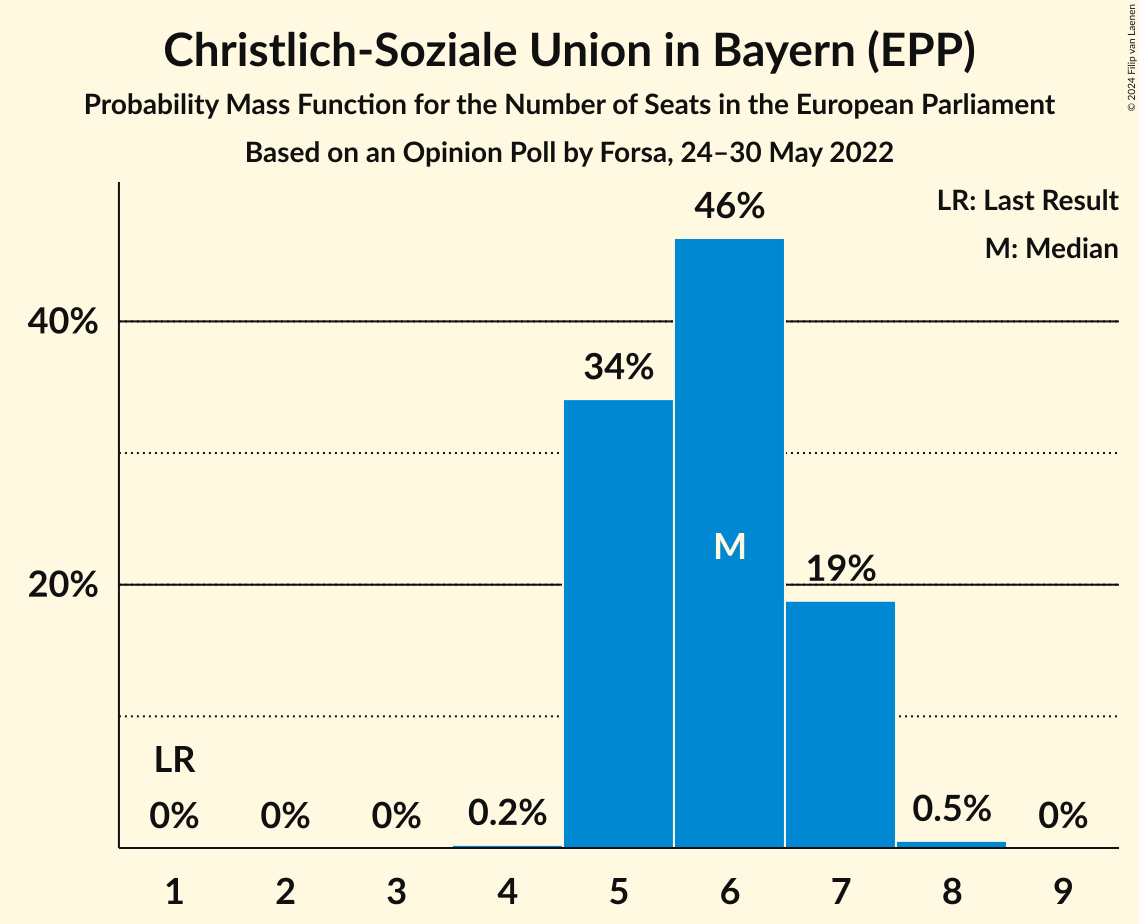 Christlich-Soziale Union in Bayern (EPP)
Probability Mass Function for the Number of Seats in the European Parliament
Based on an Opinion Poll by Forsa, 24–30 May 2022
© 2024 Filip van Laenen
LR: Last Result
M: Median
46%
40%
34%
M
19%
20%
LR
0%
0%
0%
0.2%
0.5%
0%
1 2 3 4 5 6 7 8 9